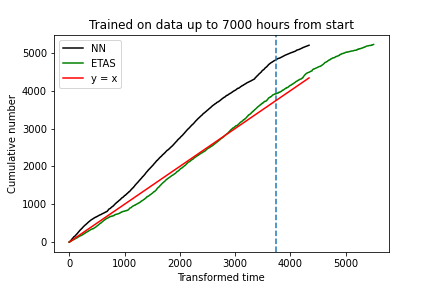 Trained on data up to 7000 hours from start
NN
ETAS
y = x
Cumulative number
5000
4000
3000
2000
1000
0
0 1000 2000 3000 4000 5000
Transformed time